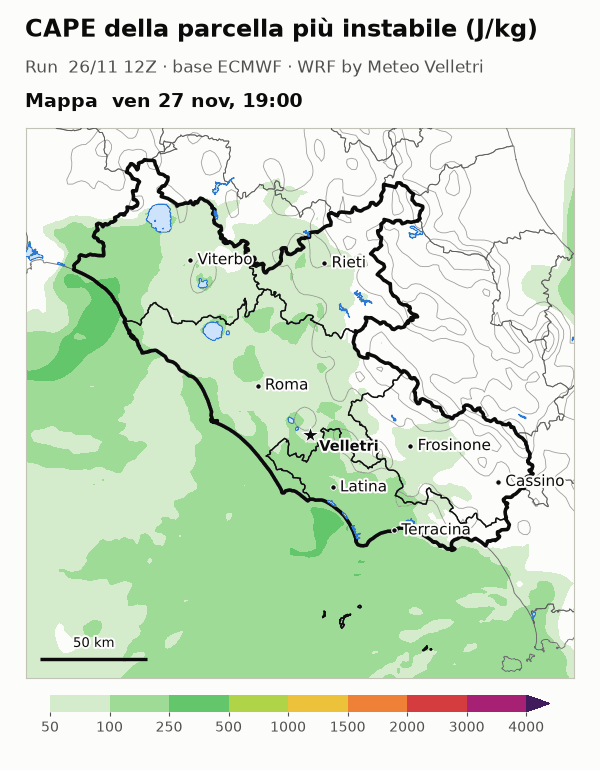 CAPE della parcella più instabile (J/kg)
Run 26/11 12Z · base ECMWF · WRF by Meteo Velletri
Mappa ven 27 nov, 19:00
Viterbo
Rieti
Roma
Velletri
Frosinone
Cassino
Latina
Terracina
50 km
50 100 250 500 1000 1500 2000 3000 4000